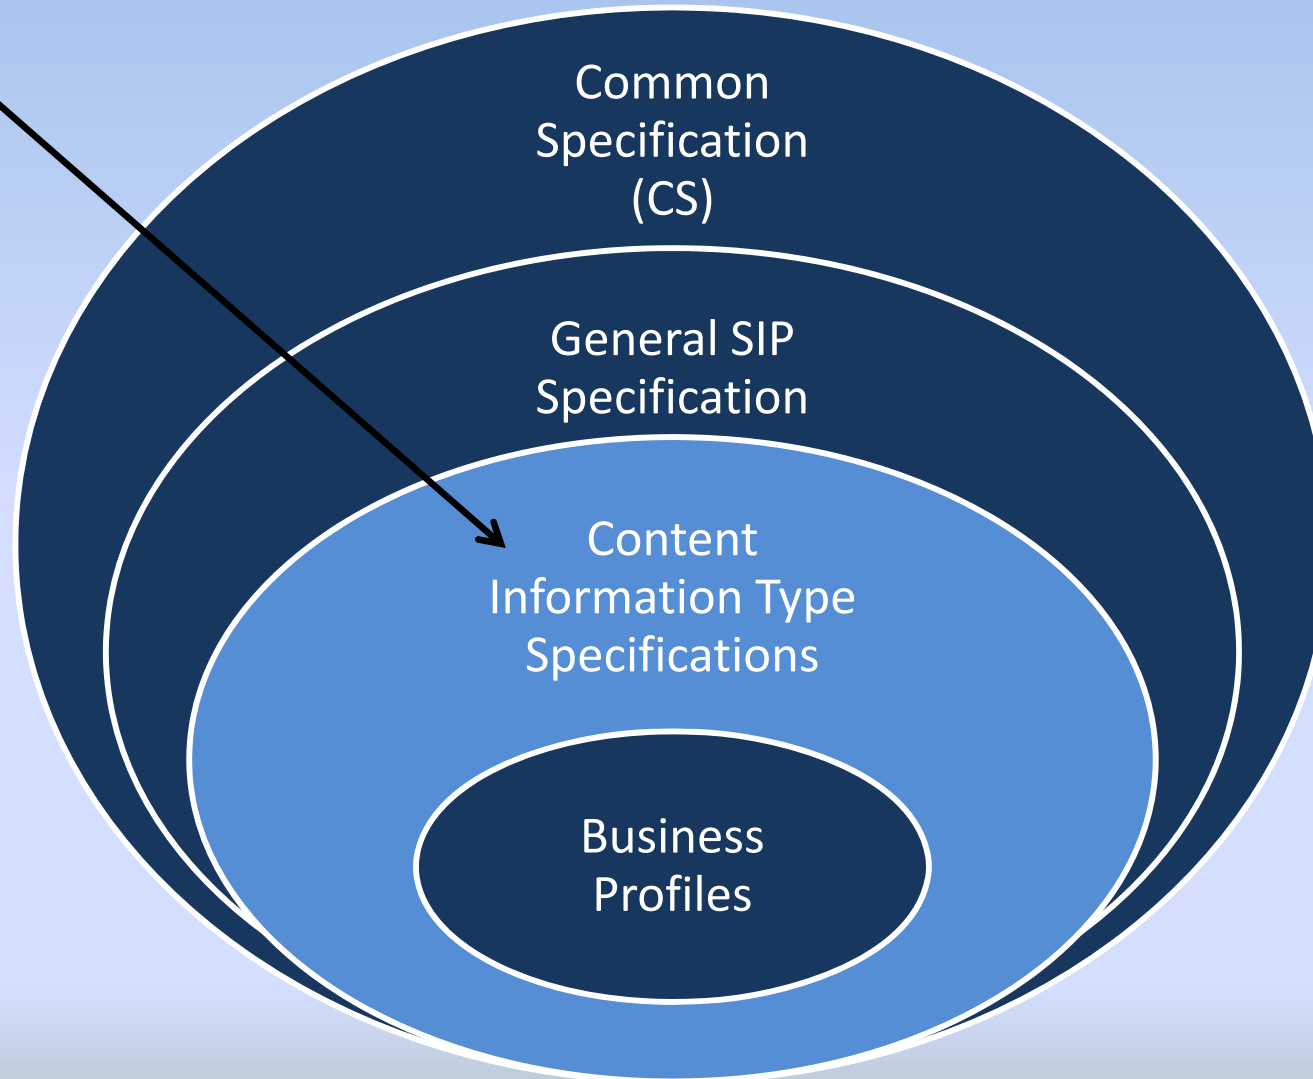 Common
Specification
(CS)
General SIP
Specification
Content
Information Type
Specifications
Business
Profiles